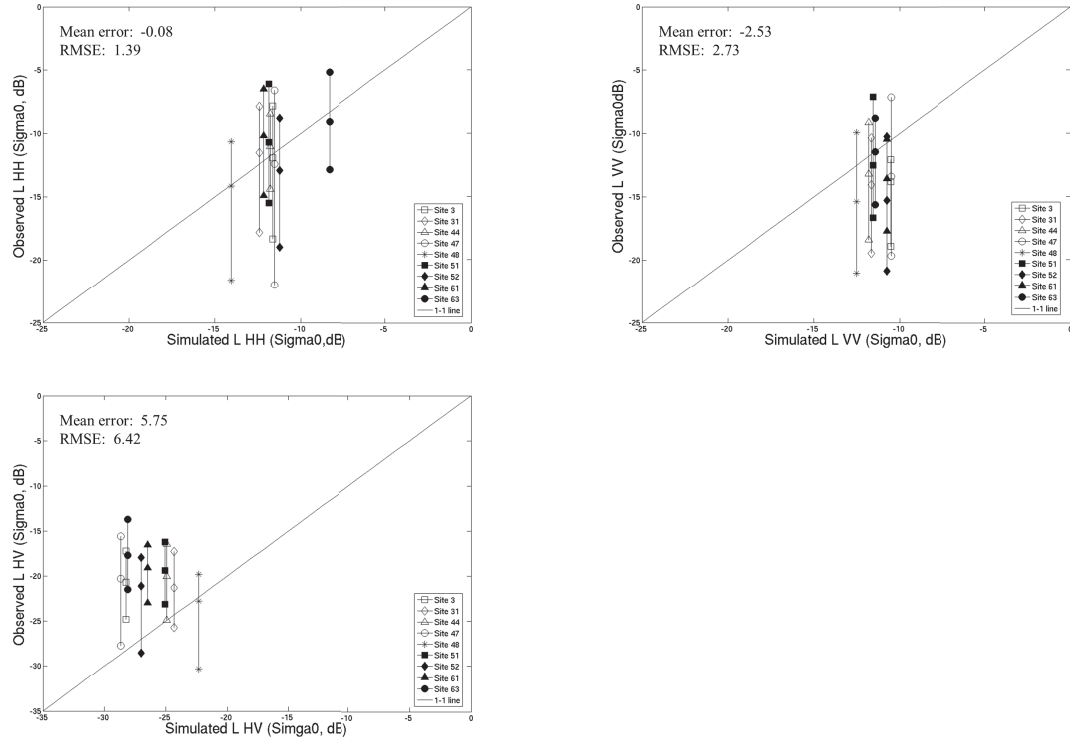 Mean error: -0.08
RMSE: 1.39
Observed L HH (Sigma0, dB)
0
-5
-10
-15
-20
-25
-25
-20
-15
-10
-5
0
Simulated L HH (Sigma0,dB)
Site 3
Site 31
Site 44
Site 47
Site 48
Site 51
Site 52
Site 61
Site 63
1-1 line
Mean error: -2.53
RMSE: 2.73
Observed L VV (Sigma0dB)
0
-5
-10
-15
-20
-25
-25
-20
-15
-10
-5
0
Simulated L VV (Sigma0, dB)
Site 3
Site 31
Site 44
Site 47
Site 48
Site 51
Site 52
Site 61
Site 63
1-1 line
Mean error: 5.75
RMSE: 6.42
Observed L HV (Sigma0, dB)
0
-5
-10
-15
-20
-25
-30
-35
-35
-30
-25
-20
-15
-10
-5
0
Simulated L HV (Simga0, dB)
Site 3
Site 31
Site 44
Site 47
Site 48
Site 51
Site 52
Site 61
Site 63
1-1 line